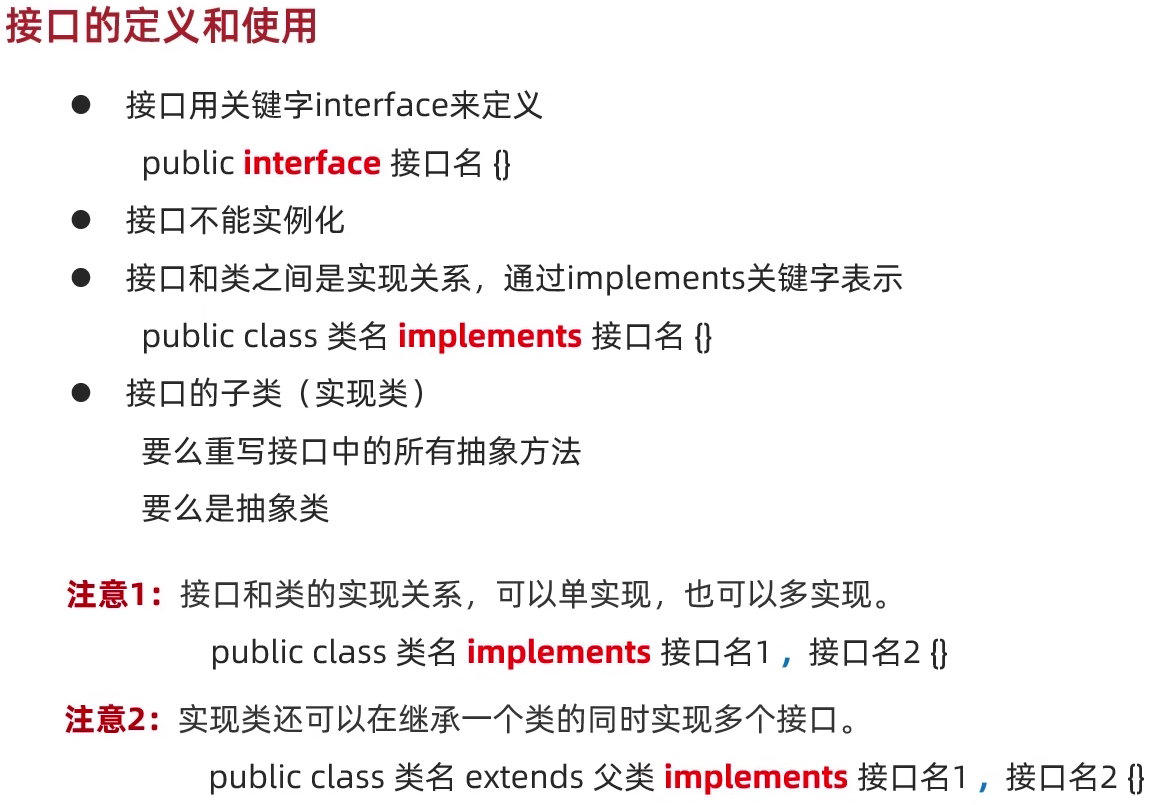 接口的定义和使用
● 接口用关键字interface来定义
public interface 接口名 {}
● 接口不能实例化
● 接口和类之间是实现关系，通过implements关键字表示
public class 类名 implements 接口名 {}
● 接口的子类（实现类）
要么重写接口中的所有抽象方法
要么是抽象类
注意1：接口和类的实现关系，可以单实现，也可以多实现。
public class 类名 implements 接口名1 ，接口名2 {}
注意2：实现类还可以在继承一个类的同时实现多个接口。
public class 类名 extends 父类 implements 接口名1 ，接口名2 {}